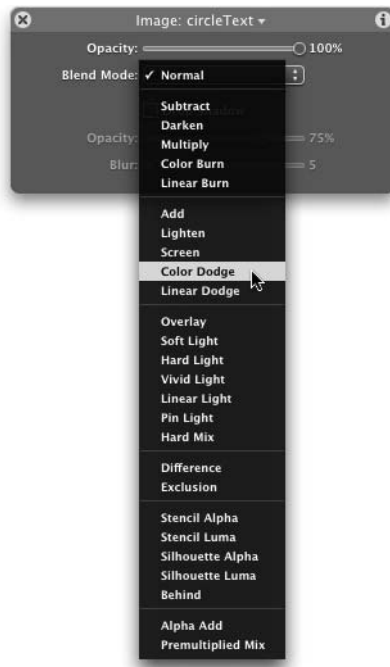 Image: circleText
Opacity: 100%
Blend Mode: ✓ Normal
Subtract
Darken
Multiply
Opacity: 75%
Color Burn
Blur: 5
Linear Burn
Add
Lighten
Screen
Color Dodge
Linear Dodge
Overlay
Soft Light
Hard Light
Vivid Light
Linear Light
Pin Light
Hard Mix
Difference
Exclusion
Stencil Alpha
Stencil Luma
Silhouette Alpha
Silhouette Luma
Behind
Alpha Add
Premultiplied Mix